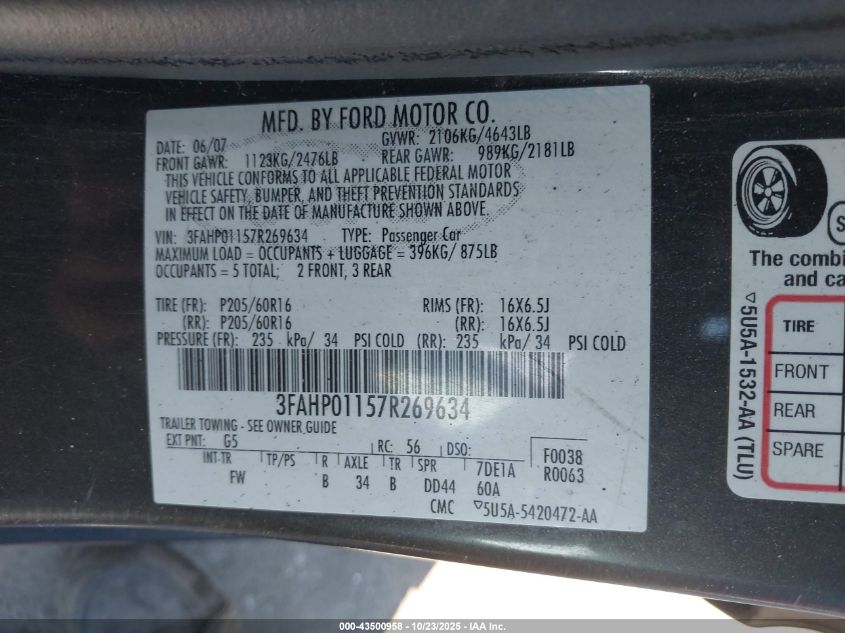 MFD. BY FORD MOTOR CO.
DATE: 06/07 GVWR: 2106KG/4643LB
FRONT GAWR: 1123KG/2476LB REAR GAWR: 989KG/2181LB
THIS VEHICLE CONFORMS TO ALL APPLICABLE FEDERAL MOTOR
VEHICLE SAFETY, BUMPER, AND THEFT PREVENTION STANDARDS
IN EFFECT ON THE DATE OF MANUFACTURE SHOWN ABOVE.
VIN: 3FAHP01157R269634 TYPE: Passenger Car
MAXIMUM LOAD = OCCUPANTS + LUGGAGE = 396KG/ 875LB
OCCUPANTS = 5 TOTAL; 2 FRONT, 3 REAR
TIRE (FR): P205/60R16 RIMS (FR): 16X6.5J
(RR): P205/60R16 (RR): 16X6.5J
PRESSURE (FR): 235 kPa/ 34 PSI COLD (RR): 235 kPa/ 34 PSI COLD
3FAHP01157R269634
TRAILER TOWING - SEE OWNER GUIDE
EXT PNT: G5 RC: 56 DSO: F0038
INT-TR TP/PS R AXLE TR SPR 7DE1A R0063
FW B 34 B DD44 60A
CMC ▽5U5A-5420472-AA
S
The combi
and ca
TIRE
FRONT
REAR
SPARE
▽5U5A-1532-AA (TLU)
000-43500958 - 10/23/2025 - IAA Inc.